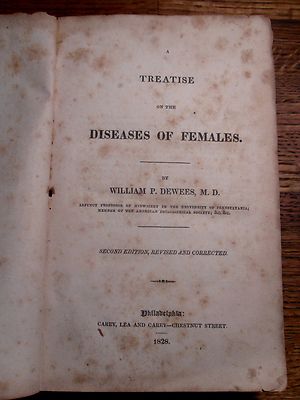 A
TREATISE
ON THE
DISEASES OF FEMALES.
BY
WILLIAM P. DEWEES, M. D.
ADJUNCT PROFESSOR OF MIDWIFERY IN THE UNIVERSITY OF PENNSYLVANIA;
MEMBER OF THE AMERICAN PHILOSOPHICAL SOCIETY; &c. &c.
SECOND EDITION, REVISED AND CORRECTED.
Philadelphia:
CAREY, LEA AND CAREY—CHESTNUT STREET.
1828.